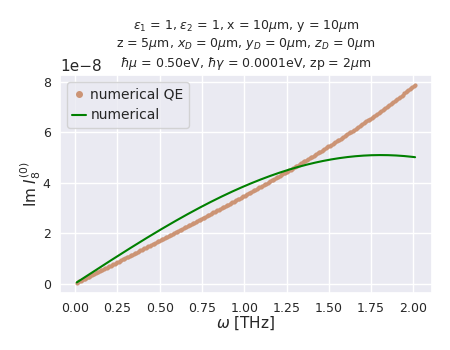 ε₁ = 1, ε₂ = 1, x = 10μm, y = 10μm
z = 5μm, x_D = 0μm, y_D = 0μm, z_D = 0μm
ℏμ = 0.50eV, ℏγ = 0.0001eV, zp = 2μm
1e−8
8
6
4
2
0
Im I₈⁽⁰⁾
numerical QE
numerical
0.00 0.25 0.50 0.75 1.00 1.25 1.50 1.75 2.00
ω [THz]